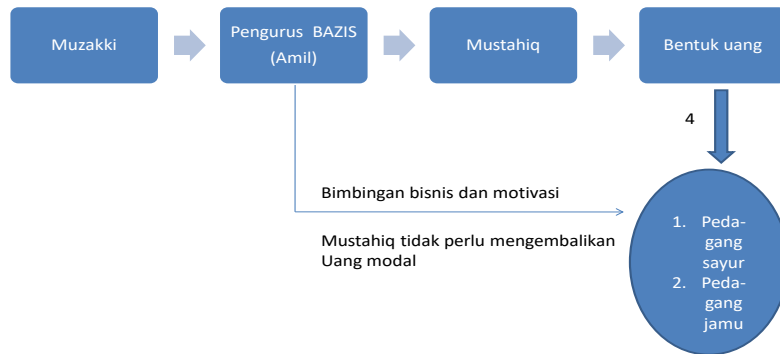 Muzakki
Pengurus BAZIS
(Amil)
Mustahiq
Bentuk uang
4
Bimbingan bisnis dan motivasi
Mustahiq tidak perlu mengembalikan
Uang modal
1. Peda-
gang
sayur
2. Peda-
gang
jamu